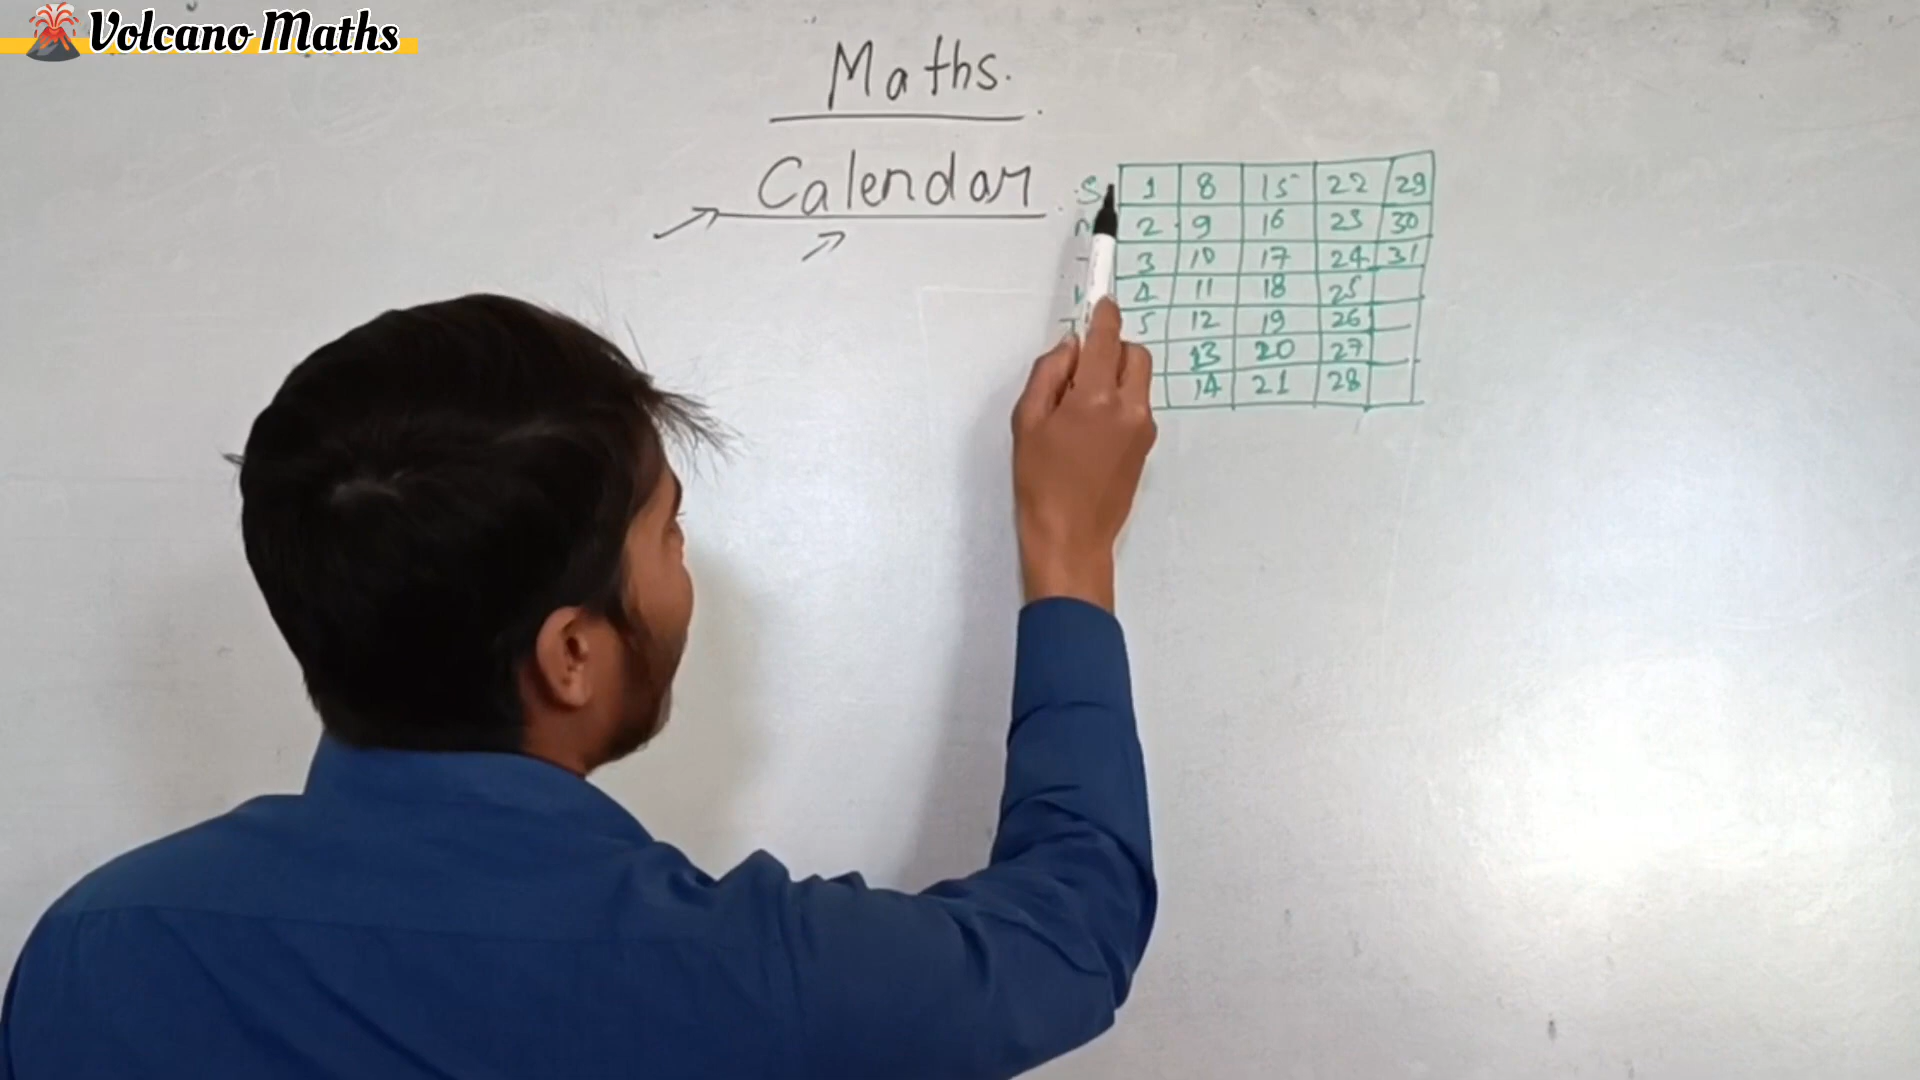 Volcano Maths
Maths.
Calendar
S 1 8 15 22 29
2 9 16 23 30
3 10 17 24 31
4 11 18 25
5 12 19 26
13 20 27
14 21 28